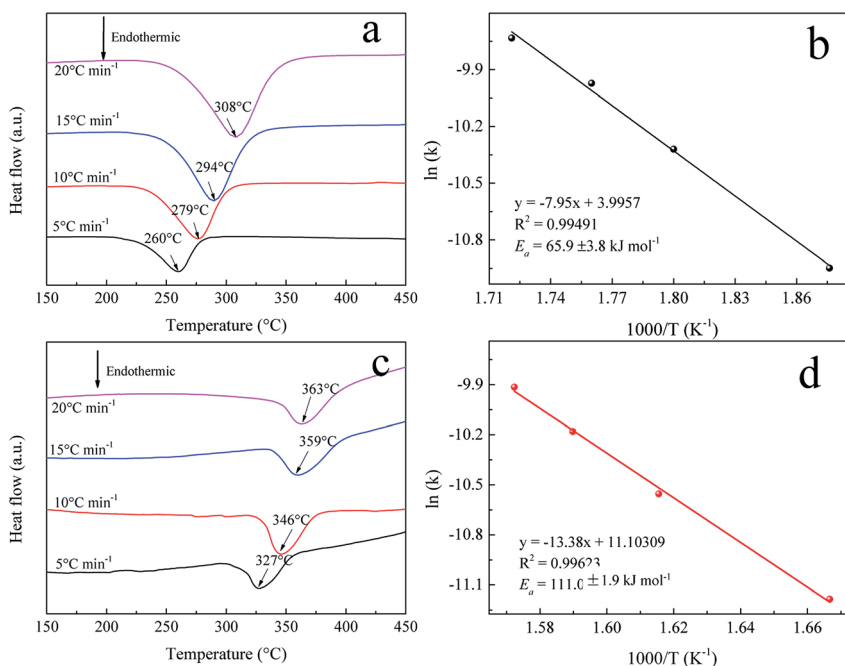 a
Endothermic
20°C min⁻¹
308°C
15°C min⁻¹
294°C
10°C min⁻¹
279°C
5°C min⁻¹
260°C
Heat flow (a.u.)
150 200 250 300 350 400 450
Temperature (°C)
b
-9.9
-10.2
-10.5
-10.8
ln (k)
y = -7.95x + 3.9957
R² = 0.99491
Eₐ = 65.9 ±3.8 kJ mol⁻¹
1.71 1.74 1.77 1.80 1.83 1.86
1000/T (K⁻¹)
c
Endothermic
20°C min⁻¹
363°C
15°C min⁻¹
359°C
10°C min⁻¹
346°C
5°C min⁻¹
327°C
Heat flow (a.u.)
150 200 250 300 350 400 450
Temperature (°C)
d
-9.9
-10.2
-10.5
-10.8
-11.1
ln (k)
y = -13.38x + 11.10309
R² = 0.99623
Eₐ = 111.0 ±1.9 kJ mol⁻¹
1.58 1.60 1.62 1.64 1.66
1000/T (K⁻¹)